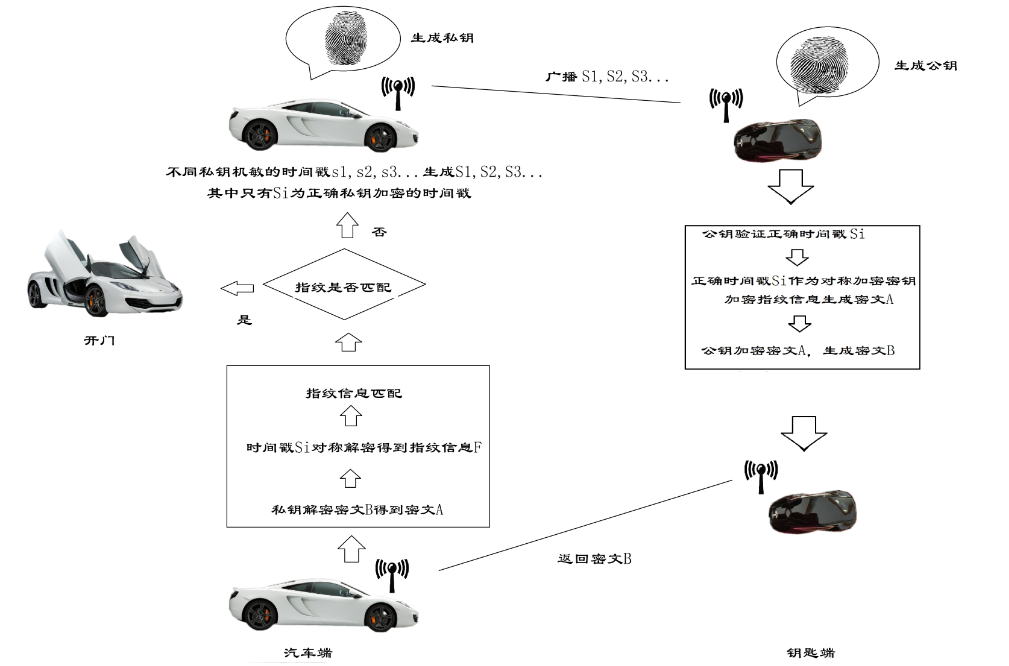 生成私钥
生成公钥
广播 S1,S2,S3...
不同私钥机敏的时间戳s1,s2,s3...生成S1,S2,S3...
其中只有Si为正确私钥加密的时间戳
公钥验证正确时间戳 Si
正确时间戳Si作为对称加密密钥
加密指纹信息生成密文A
公钥加密密文A, 生成密文B
否
指纹是否匹配
是
开门
指纹信息匹配
时间戳Si对称解密得到指纹信息F
私钥解密密文B得到密文A
返回密文B
汽车端
钥匙端